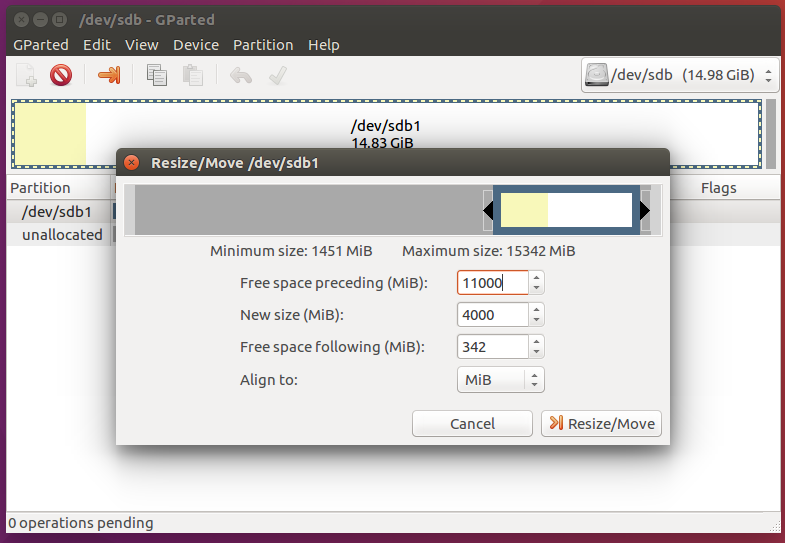 /dev/sdb - GParted
GParted Edit View Device Partition Help
/dev/sdb (14.98 GiB)
/dev/sdb1
14.83 GiB
Resize/Move /dev/sdb1
Partition
Flags
/dev/sdb1
unallocated
Minimum size: 1451 MiB Maximum size: 15342 MiB
Free space preceding (MiB): 11000
New size (MiB): 4000
Free space following (MiB): 342
Align to: MiB
Cancel Resize/Move
0 operations pending